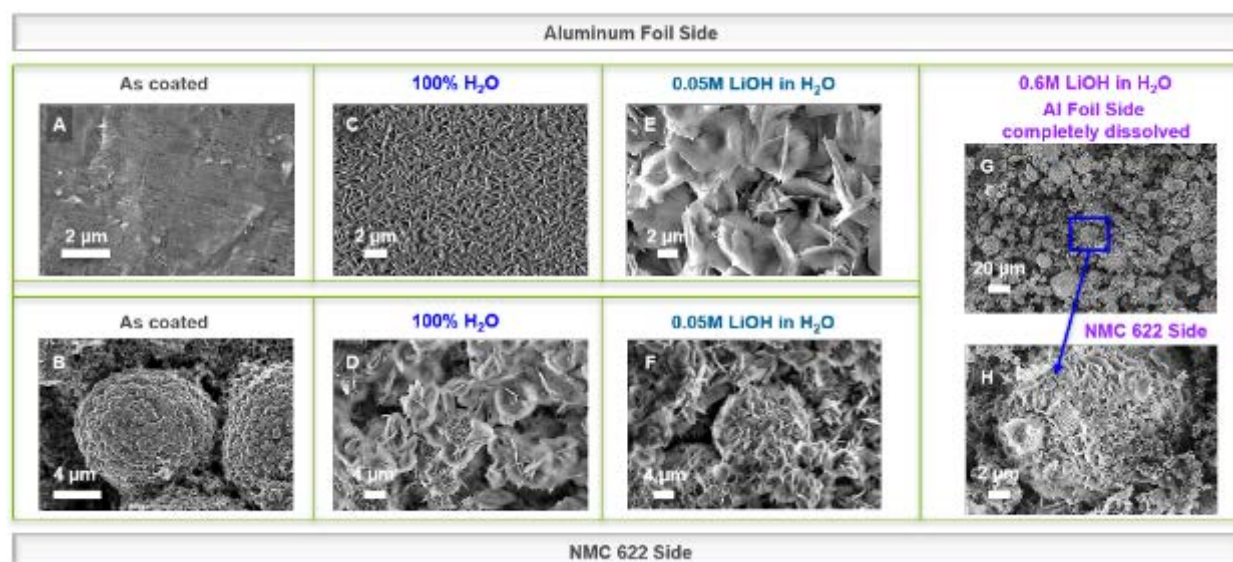 Aluminum Foil Side
As coated
100% H₂O
0.05M LiOH in H₂O
0.6M LiOH in H₂O
Al Foil Side
completely dissolved
A
C
E
G
2 µm
2 µm
2 µm
20 µm
As coated
100% H₂O
0.05M LiOH in H₂O
NMC 622 Side
B
D
F
H
4 µm
4 µm
4 µm
2 µm
NMC 622 Side